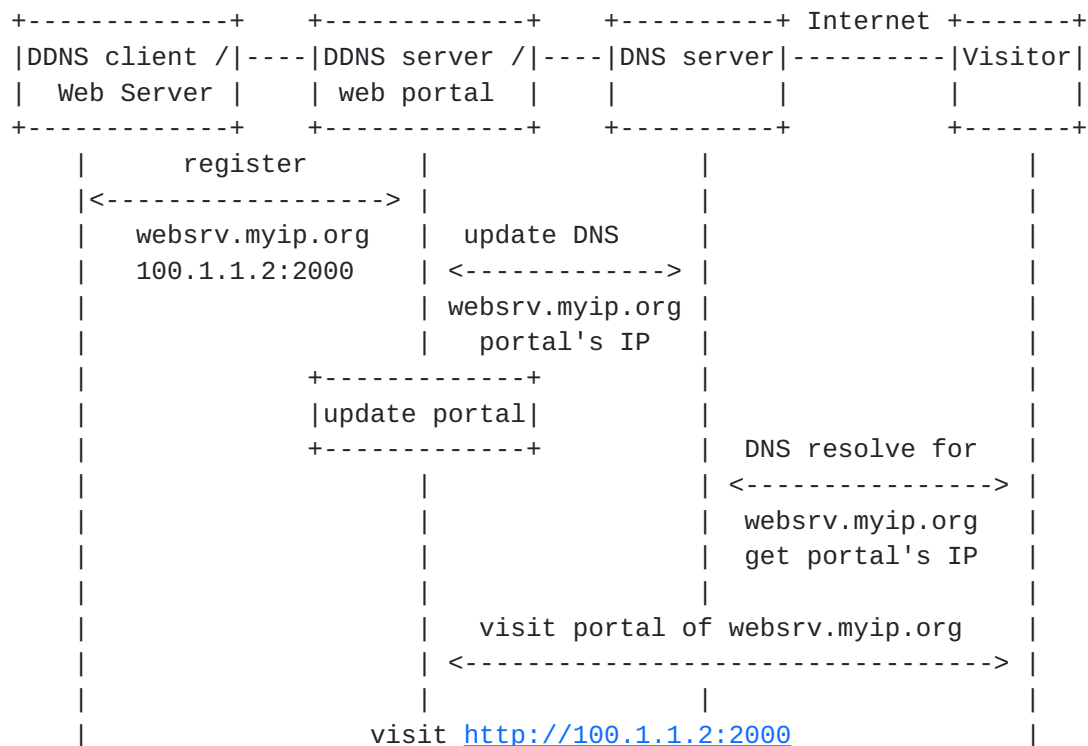 +-------------+    +-------------+    +----------+ Internet +-------+
|DDNS client /|----|DDNS server /|----|DNS server|----------|Visitor|
|  Web Server |    | web portal  |    |          |          |       |
+-------------+    +-------------+    +----------+          +-------+
    |      register       |                 |                    |
    |<------------------> |                 |                    |
    |   websrv.myip.org   |  update DNS     |                    |
    |   100.1.1.2:2000    | <-------------> |                    |
    |                     | websrv.myip.org |                    |
    |                     |   portal's IP   |                    |
    |              +-------------+          |                    |
    |              |update portal|          |                    |
    |              +-------------+          |  DNS resolve for   |
    |                     |                 | <----------------> |
    |                     |                 |  websrv.myip.org   |
    |                     |                 |  get portal's IP   |
    |                     |                 |                    |
    |                     |   visit portal of websrv.myip.org    |
    |                     | <----------------------------------> |
    |                     |                 |                    |
    |                  visit http://100.1.1.2:2000               |